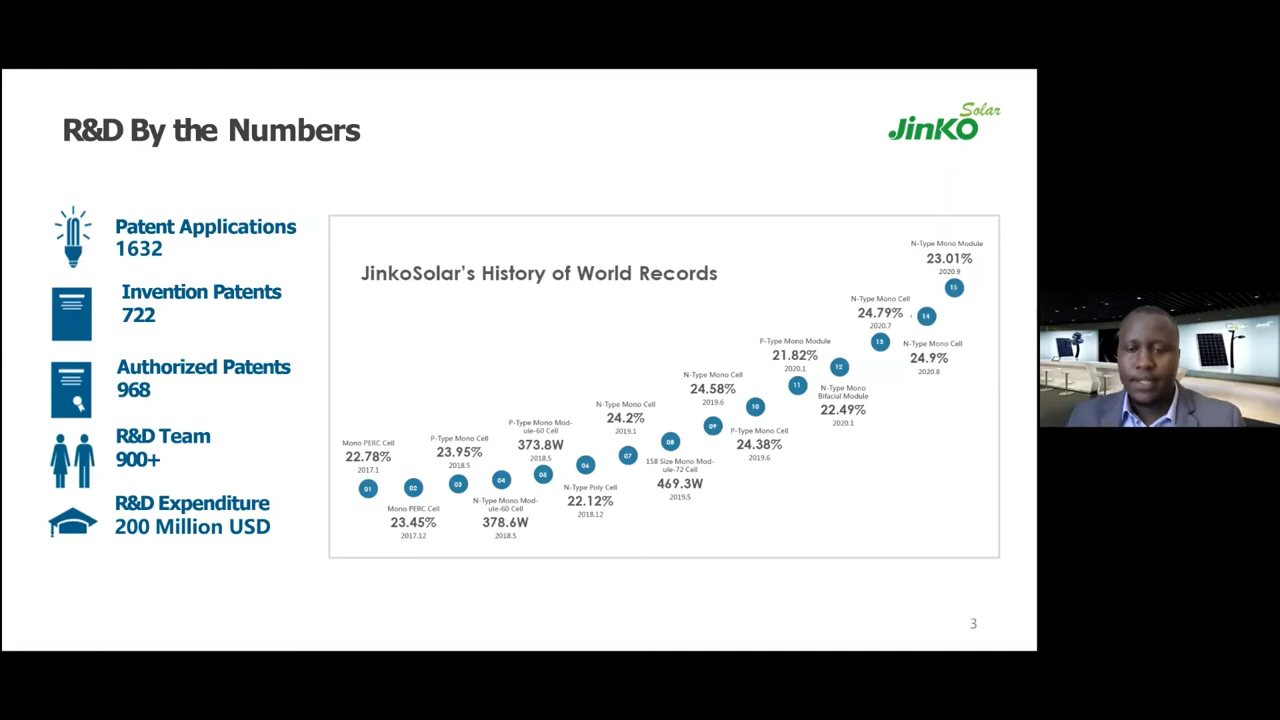 R&D By the Numbers
Solar
JinKO
Patent Applications
1632
Invention Patents
722
Authorized Patents
968
R&D Team
900+
R&D Expenditure
200 Million USD
JinkoSolar's History of World Records
Mono PERC Cell
22.78%
2017.1
01
02
Mono PERC Cell
23.45%
2017.12
P-Type Mono Cell
23.95%
2018.5
03
04
N-Type Mono Mod-
ule-60 Cell
378.6W
2018.5
P-Type Mono Mod-
ule-60 Cell
373.8W
2018.5
05
06
N-Type Poly Cell
22.12%
2018.12
N-Type Mono Cell
24.2%
2019.1
07
08
158 Size Mono Mod-
ule-72 Cell
469.3W
2019.5
N-Type Mono Cell
24.58%
2019.6
09
10
P-Type Mono Cell
24.38%
2019.6
P-Type Mono Module
21.82%
2020.1
11
12
N-Type Mono
Bifacial Module
22.49%
2020.1
N-Type Mono Cell
24.79%
2020.7
13
14
N-Type Mono Cell
24.9%
2020.8
N-Type Mono Module
23.01%
2020.9
15
3